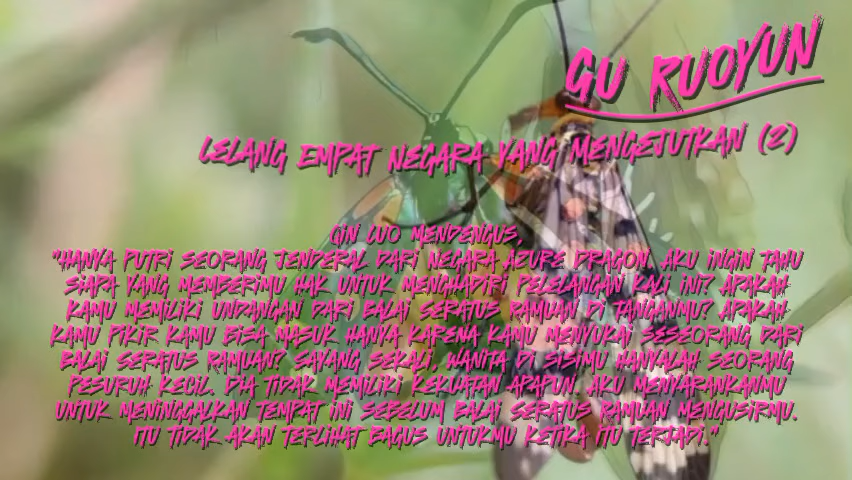 GU RUOYUN
LELANG EMPAT NEGARA YANG MENGEJUTKAN (2)
QIN LUO MENDENGUS,
"HANYA PUTRI SEORANG JENDERAL DARI NEGARA AZURE DRAGON. AKU INGIN TAHU
SIAPA YANG MEMBERIMU HAK UNTUK MENGHADIRI PELELANGAN KALI INI? APAKAH
KAMU MEMILIKI UNDANGAN DARI BALAI SERATUS RAMUAN DI TANGANMU? APAKAH
KAMU PIKIR KAMU BISA MASUK HANYA KARENA KAMU MENYUKAI SESEORANG DARI
BALAI SERATUS RAMUAN? SAYANG SEKALI, WANITA DI SISIMU HANYALAH SEORANG
PESURUH KECIL. DIA TIDAK MEMILIKI KEKUATAN APAPUN. AKU MENYARANKANMU
UNTUK MENINGGALKAN TEMPAT INI SEBELUM BALAI SERATUS RAMUAN MENGUSIRMU.
ITU TIDAK AKAN TERLIHAT BAGUS UNTUKMU KETIKA ITU TERJADI."